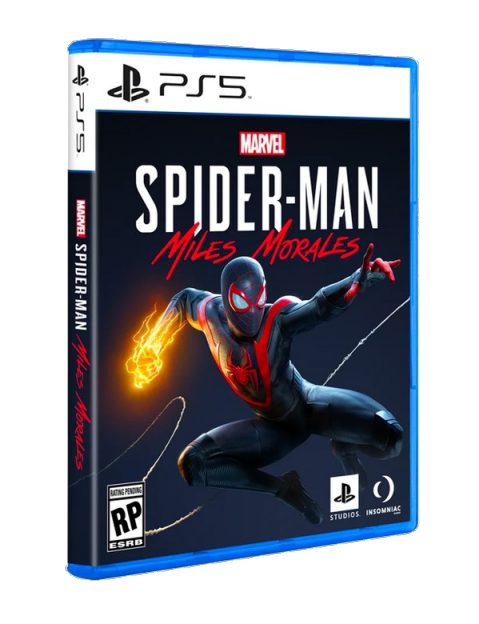 PS5
MARVEL
SPIDER-MAN
MILES MORALES
RATING PENDING
RP
ESRB
STUDIOS
INSOMNIAC
PS5
MARVEL
SPIDER-MAN
MILES MORALES